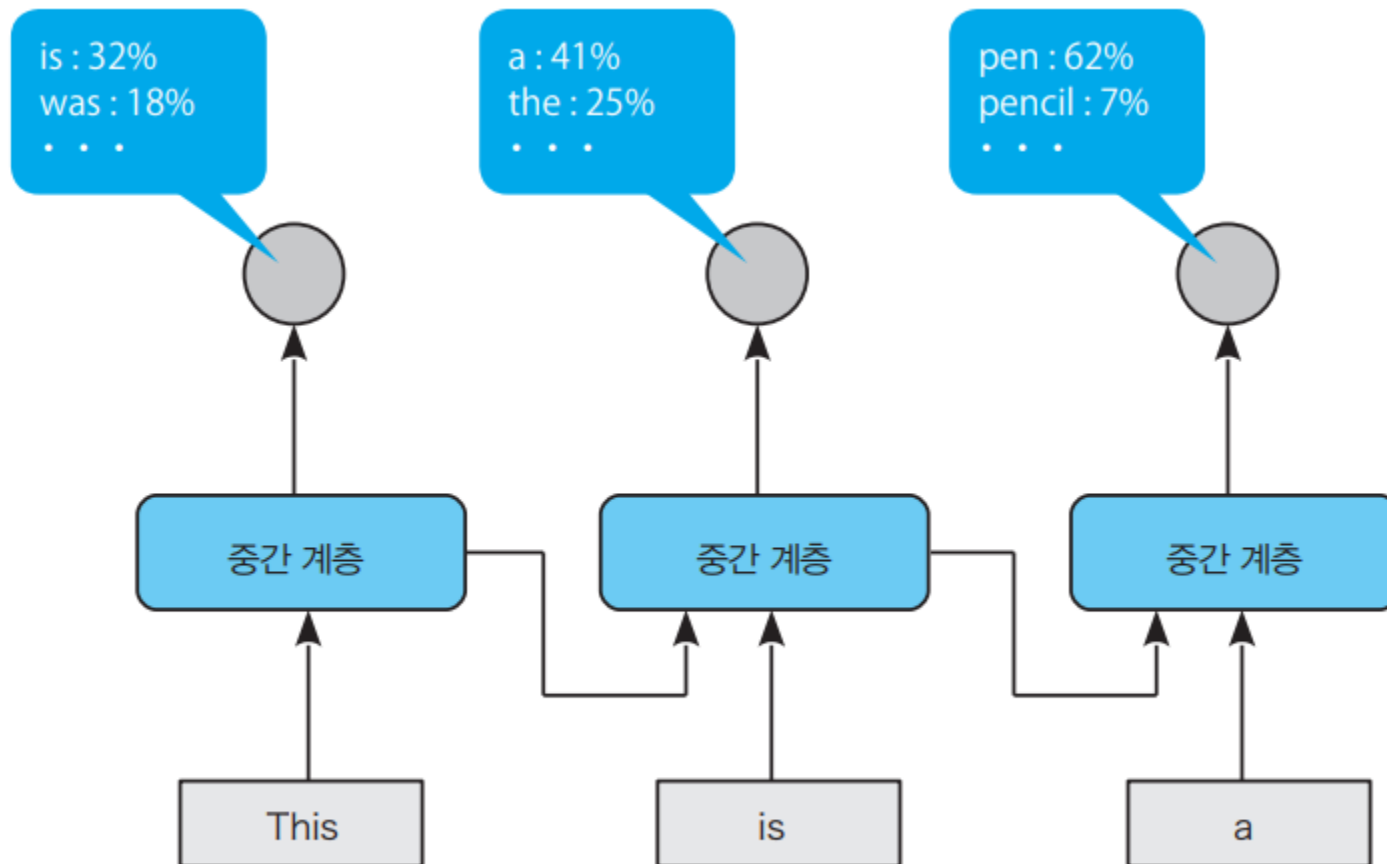 is : 32%
was : 18%
· · ·
a : 41%
the : 25%
· · ·
pen : 62%
pencil : 7%
· · ·
중간 계층
중간 계층
중간 계층
This
is
a